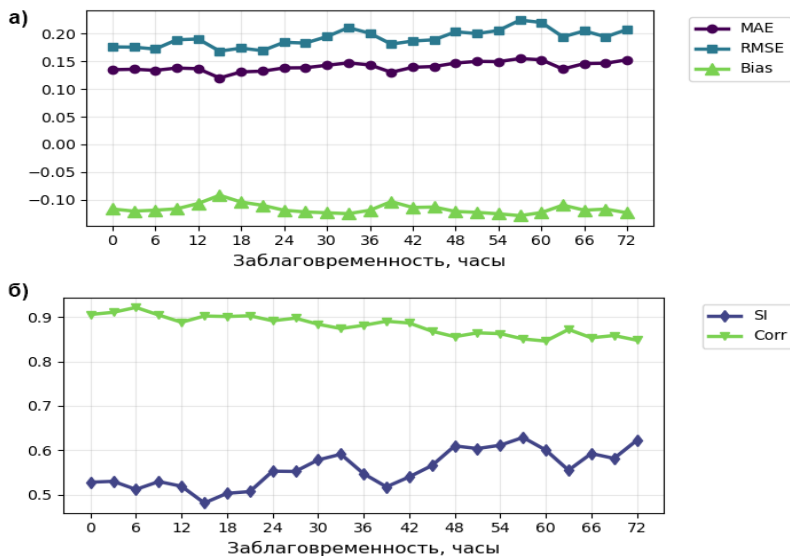 а)
0.20
0.15
0.10
0.05
0.00
−0.05
−0.10
0 6 12 18 24 30 36 42 48 54 60 66 72
Заблаговременность, часы
MAE
RMSE
Bias
б)
0.9
0.8
0.7
0.6
0.5
0 6 12 18 24 30 36 42 48 54 60 66 72
Заблаговременность, часы
SI
Corr